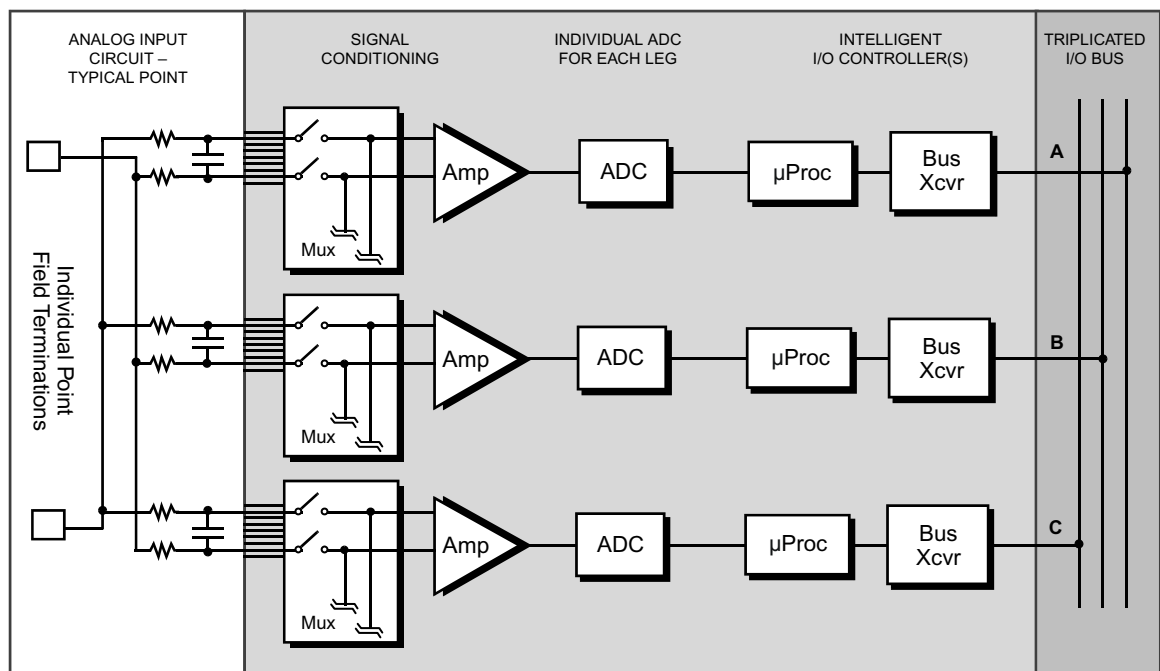 ANALOG INPUT
CIRCUIT –
TYPICAL POINT
SIGNAL
CONDITIONING
INDIVIDUAL ADC
FOR EACH LEG
INTELLIGENT
I/O CONTROLLER(S)
TRIPLICATED
I/O BUS
Individual Point
Field Terminations
Mux
Amp
ADC
µProc
Bus
Xcvr
A
Mux
Amp
ADC
µProc
Bus
Xcvr
B
Mux
Amp
ADC
µProc
Bus
Xcvr
C